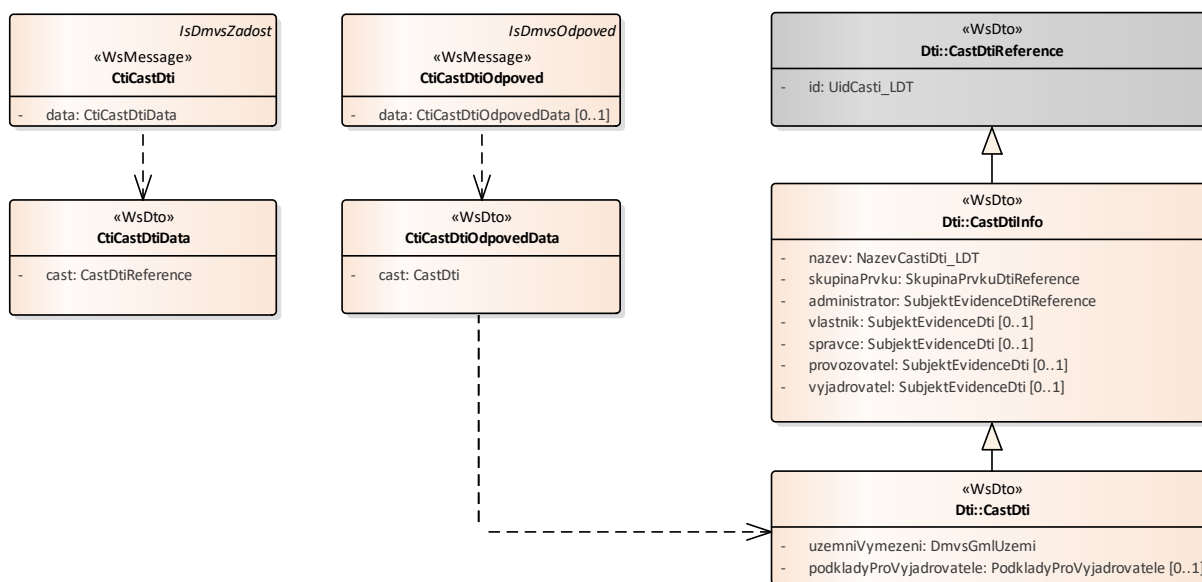 IsDmvsZadost
«WsMessage»
CtiCastDti
- data: CtiCastDtiData
IsDmvsOdpoved
«WsMessage»
CtiCastDtiOdpoved
- data: CtiCastDtiOdpovedData [0..1]
«WsDto»
Dti::CastDtiReference
- id: UidCasti_LDT
«WsDto»
CtiCastDtiData
- cast: CastDtiReference
«WsDto»
CtiCastDtiOdpovedData
- cast: CastDti
«WsDto»
Dti::CastDtiInfo
- nazev: NazevCastiDti_LDT
- skupinaPrvku: SkupinaPrvkuDtiReference
- administrator: SubjektEvidenceDtiReference
- vlastnik: SubjektEvidenceDti [0..1]
- spravce: SubjektEvidenceDti [0..1]
- provozovatel: SubjektEvidenceDti [0..1]
- vyjadrovatel: SubjektEvidenceDti [0..1]
«WsDto»
Dti::CastDti
- uzemniVymezeni: DmvsGmlUzemi
- podkladyProVyjadrovatele: PodkladyProVyjadrovatele [0..1]